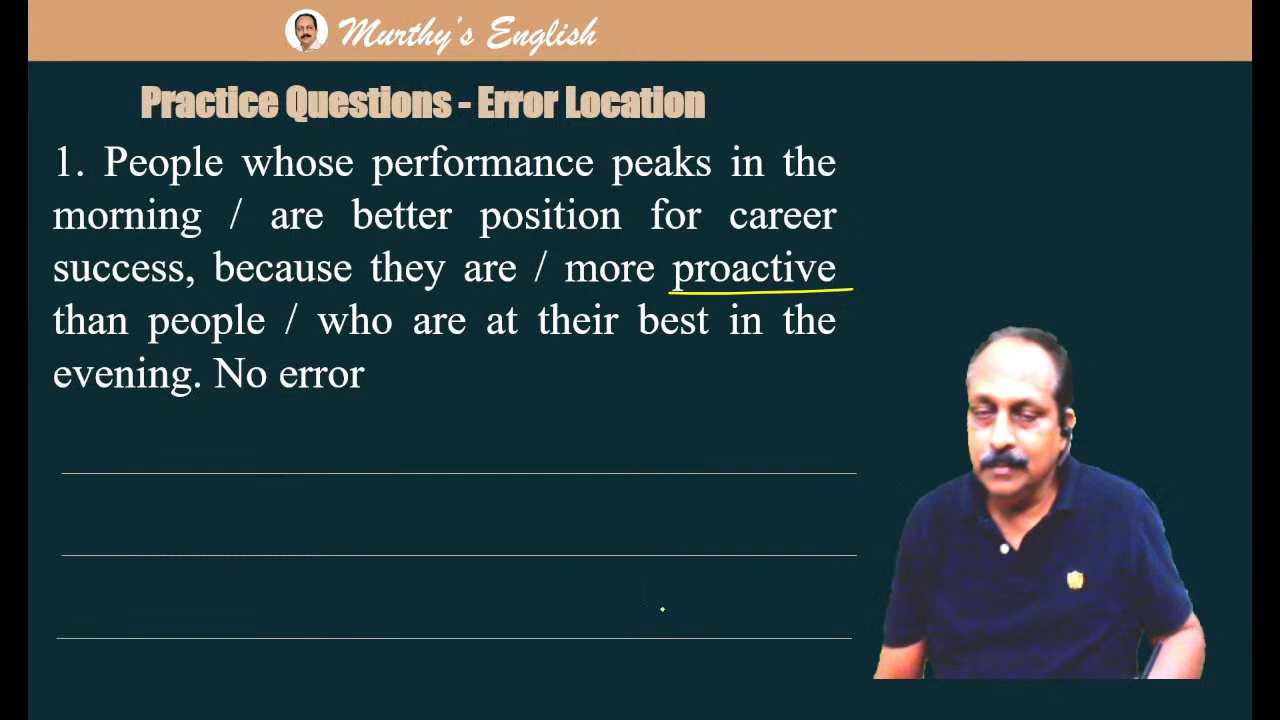 Murthy's English
Practice Questions - Error Location
1. People whose performance peaks in the
morning / are better position for career
success, because they are / more proactive
than people / who are at their best in the
evening. No error